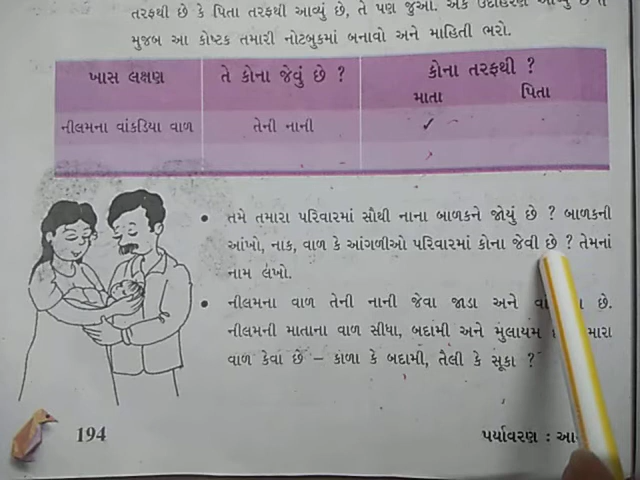 તરફથી છે કે પિતા તરફથી આવ્યું છે, તે પણ જુઓ. એક ઉદાહરણ
મુજબ આ કોષ્ટક તમારી નોટબુકમાં બનાવો અને માહિતી ભરો.
ખાસ લક્ષણ તે કોના જેવું છે ? કોના તરફથી ?
માતા પિતા
નીલમના વાંકડિયા વાળ તેની નાની ✓
• તમે તમારા પરિવારમાં સૌથી નાના બાળકને જોયું છે ? બાળકની
આંખો, નાક, વાળ કે આંગળીઓ પરિવારમાં કોના જેવી છે ? તેમનાં
નામ લખો.
• નીલમના વાળ તેની નાની જેવા જાડા અને છે.
નીલમની માતાના વાળ સીધા, બદામી અને મુલાયમ
વાળ કેવા છે – કાળા કે બદામી, તૈલી કે સૂકા ?
194
પર્યાવરણ :